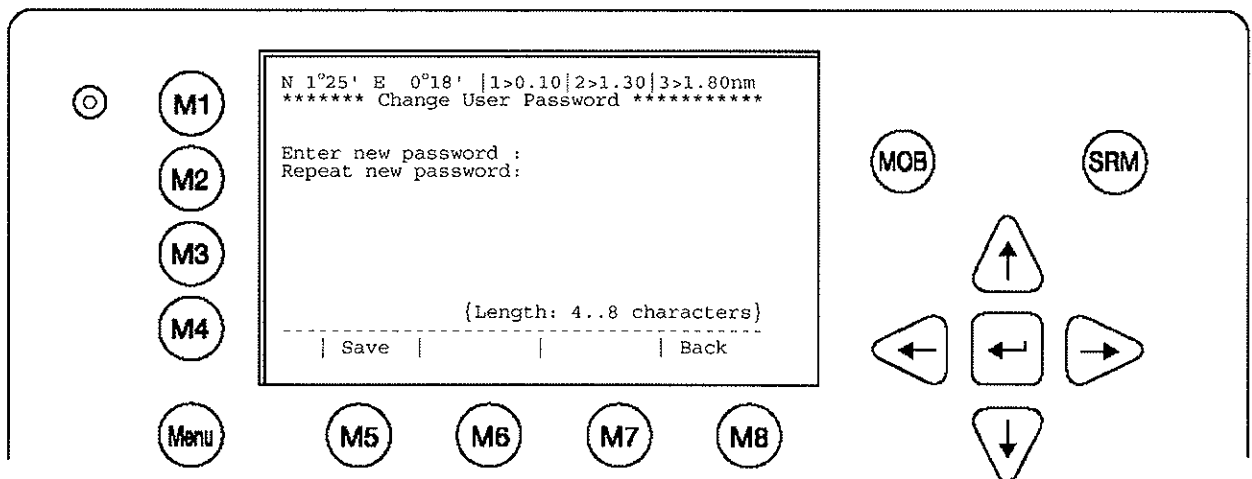 N 1°25' E 0°18' |1>0.10|2>1.30|3>1.80nm
******* Change User Password ***********
Enter new password :
Repeat new password:
{Length: 4..8 characters}
| Save | | | Back
M1
M2
M3
M4
Menu
M5
M6
M7
M8
MOB
SRM